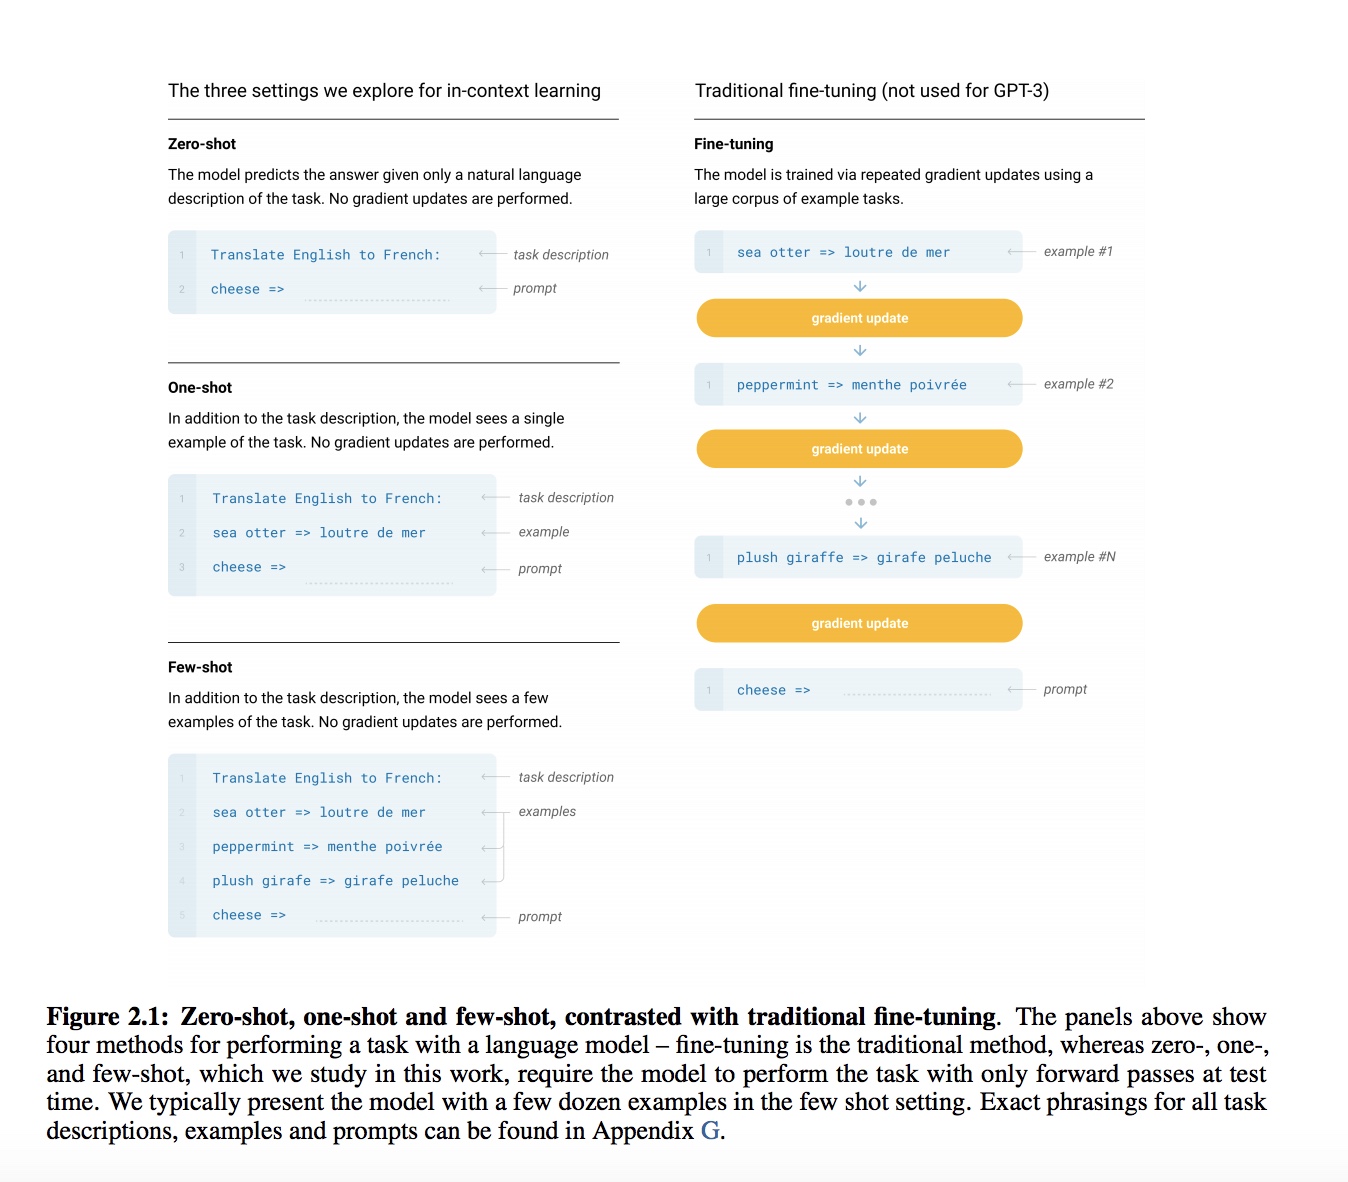 The three settings we explore for in-context learning
Zero-shot
The model predicts the answer given only a natural language
description of the task. No gradient updates are performed.
1 Translate English to French: task description
2 cheese => prompt
One-shot
In addition to the task description, the model sees a single
example of the task. No gradient updates are performed.
1 Translate English to French: task description
2 sea otter => loutre de mer example
3 cheese => prompt
Few-shot
In addition to the task description, the model sees a few
examples of the task. No gradient updates are performed.
1 Translate English to French: task description
2 sea otter => loutre de mer examples
3 peppermint => menthe poivrée
4 plush girafe => girafe peluche
5 cheese => prompt
Traditional fine-tuning (not used for GPT-3)
Fine-tuning
The model is trained via repeated gradient updates using a
large corpus of example tasks.
1 sea otter => loutre de mer example #1
gradient update
1 peppermint => menthe poivrée example #2
gradient update
1 plush giraffe => girafe peluche example #N
gradient update
1 cheese => prompt
Figure 2.1: Zero-shot, one-shot and few-shot, contrasted with traditional fine-tuning. The panels above show
four methods for performing a task with a language model – fine-tuning is the traditional method, whereas zero-, one-,
and few-shot, which we study in this work, require the model to perform the task with only forward passes at test
time. We typically present the model with a few dozen examples in the few shot setting. Exact phrasings for all task
descriptions, examples and prompts can be found in Appendix G.